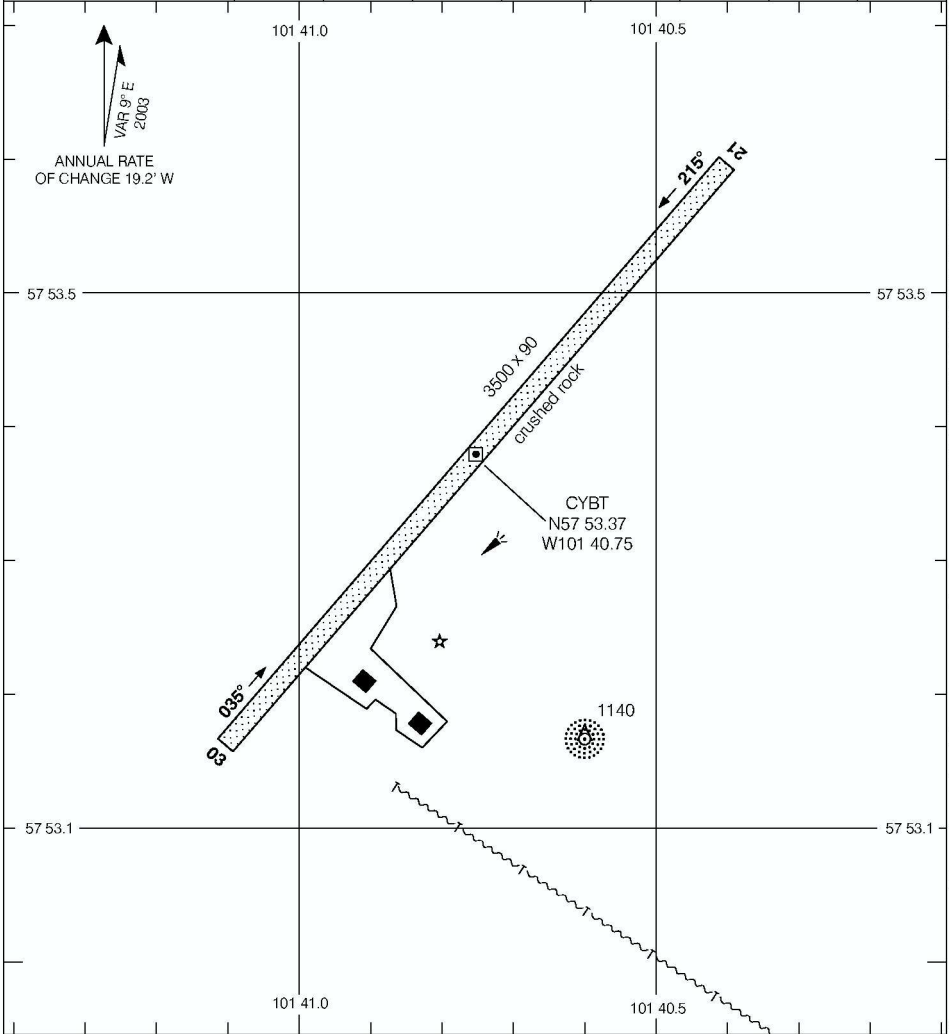 101 41.0
101 40.5
VAR 9° E
2003
ANNUAL RATE
OF CHANGE 19.2' W
21
215°
57 53.5
57 53.5
3500 x 90
crushed rock
CYBT
N57 53.37
W101 40.75
035°
03
1140
57 53.1
57 53.1
T
T
T
T
T
T
101 41.0
101 40.5